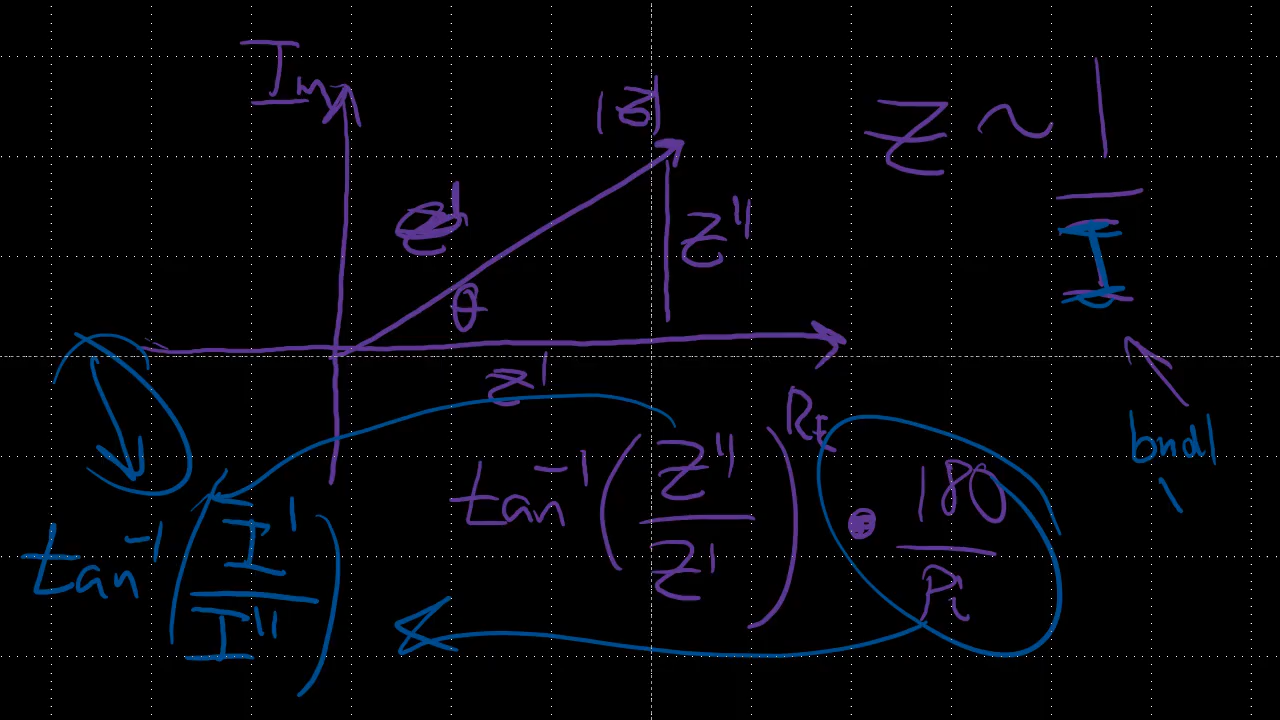 Im
|Z|
Z ~ 1
I
Z''
θ
Z'
Re
tan⁻¹(Z''/Z') • 180/Pi
bndl
tan⁻¹(I'/I'')